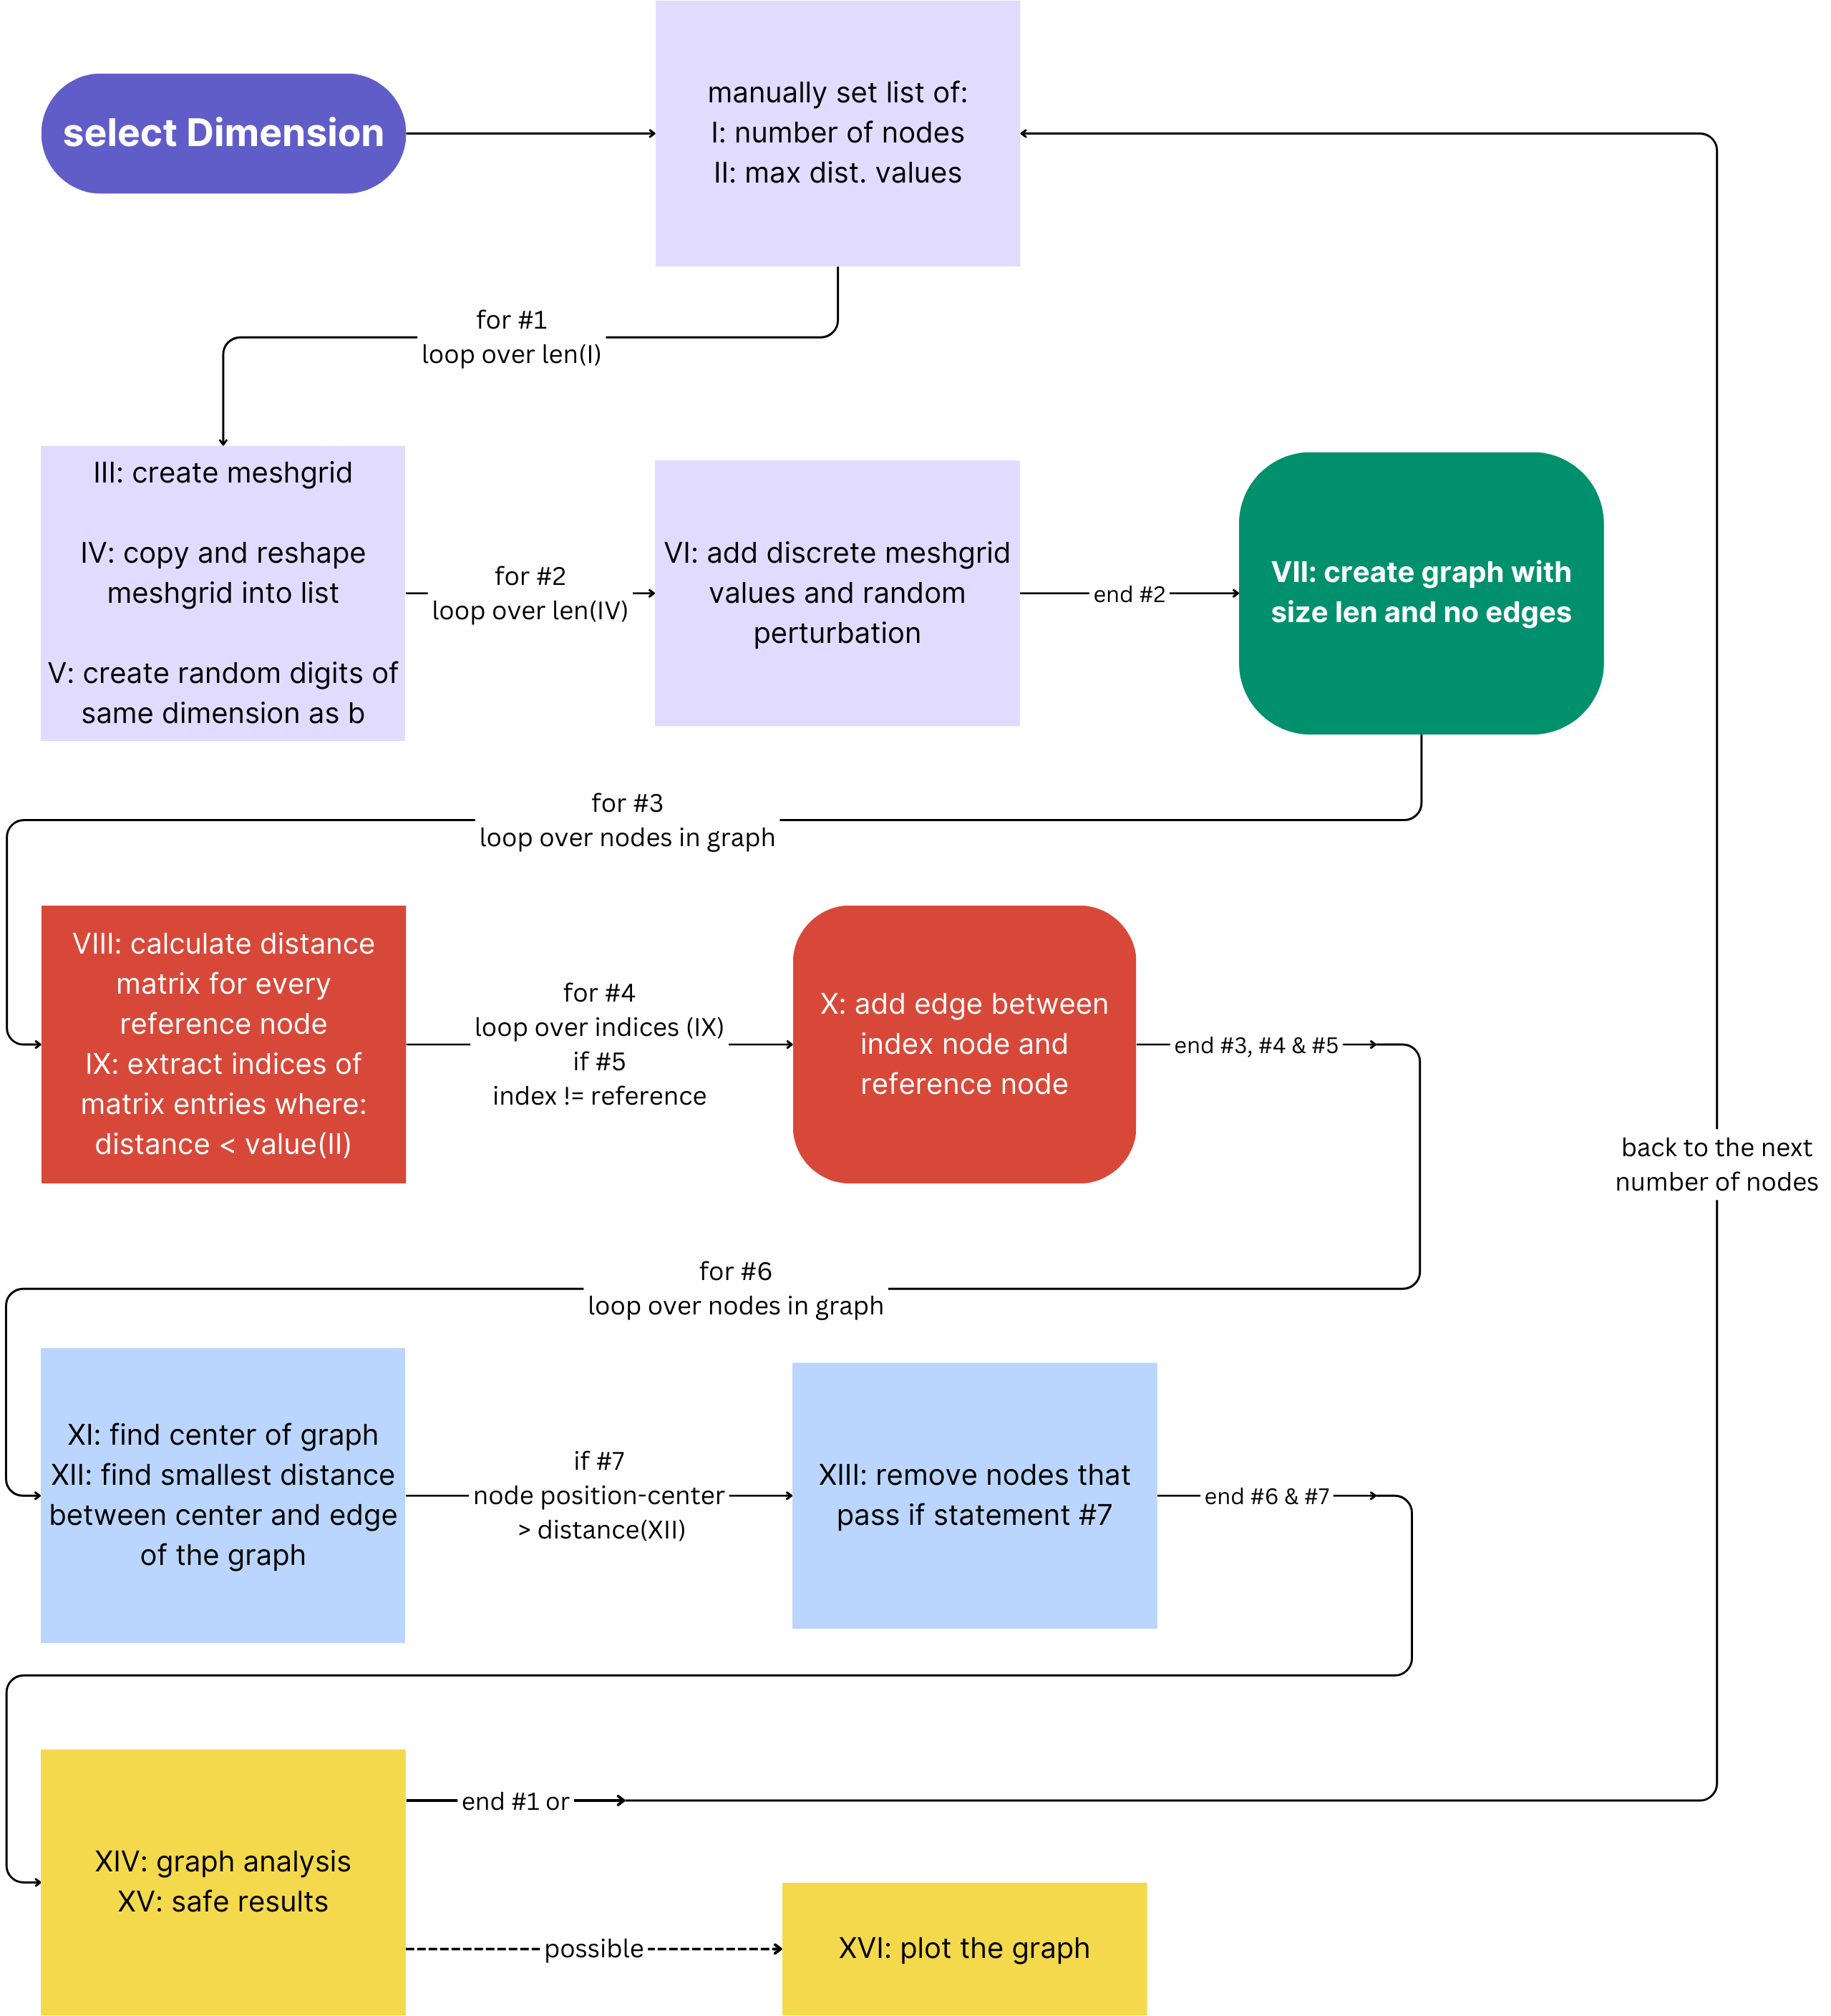 select Dimension
manually set list of:
I: number of nodes
II: max dist. values
for #1
loop over len(I)
III: create meshgrid
IV: copy and reshape
meshgrid into list
V: create random digits of
same dimension as b
for #2
loop over len(IV)
VI: add discrete meshgrid
values and random
perturbation
end #2
VII: create graph with
size len and no edges
for #3
loop over nodes in graph
VIII: calculate distance
matrix for every
reference node
IX: extract indices of
matrix entries where:
distance < value(II)
for #4
loop over indices (IX)
if #5
index != reference
X: add edge between
index node and
reference node
end #3, #4 & #5
back to the next
number of nodes
for #6
loop over nodes in graph
XI: find center of graph
XII: find smallest distance
between center and edge
of the graph
if #7
node position-center
> distance(XII)
XIII: remove nodes that
pass if statement #7
end #6 & #7
XIV: graph analysis
XV: safe results
end #1 or
possible
XVI: plot the graph